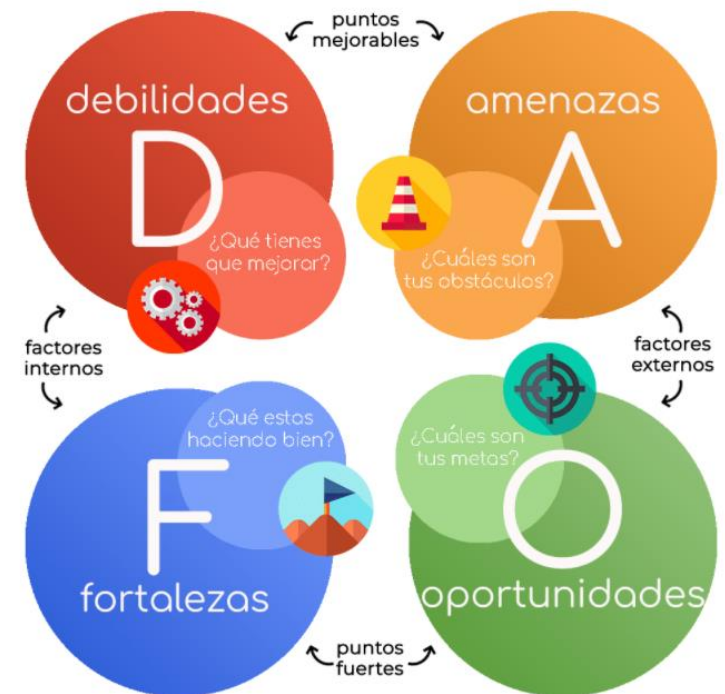 puntos
mejorables
debilidades
D
¿Qué tienes
que mejorar?
amenazas
A
¿Cuáles son
tus obstáculos?
factores
internos
factores
externos
¿Qué estas
haciendo bien?
F
fortalezas
¿Cuáles son
tus metas?
O
oportunidades
puntos
fuertes